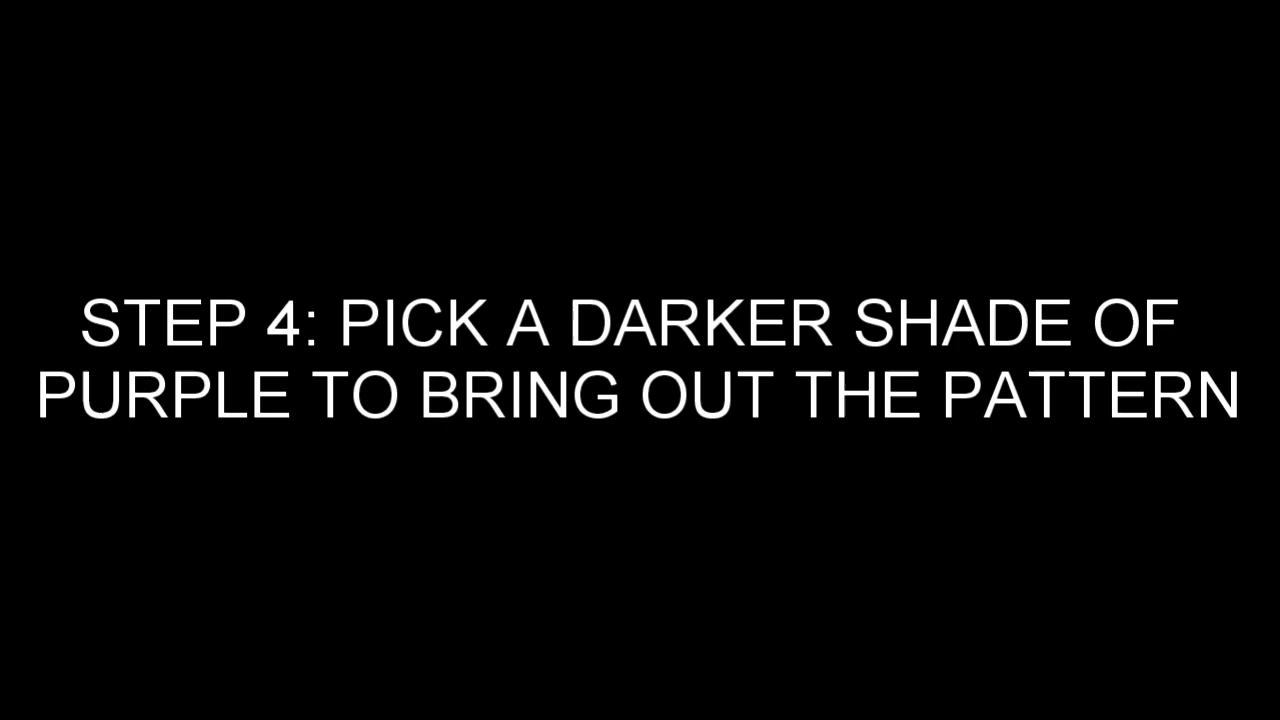 STEP 4: PICK A DARKER SHADE OF
PURPLE TO BRING OUT THE PATTERN